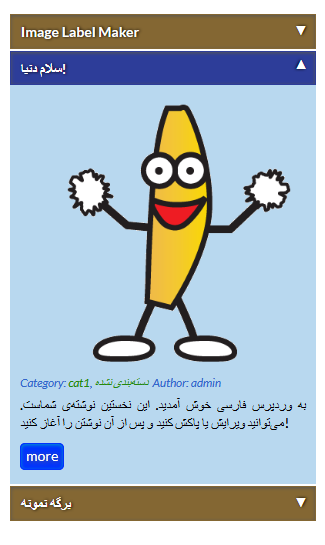 Image Label Maker ▼
سلام دنیا! ▲
Category: cat1, دسته‌بندی نشده Author: admin
به وردپرس فارسی خوش آمدید. این نخستین نوشته‌ی شماست.
می‌توانید ویرایش یا پاکش کنید و پس از آن نوشتن را آغاز کنید!
more
برگه نمونه ▼